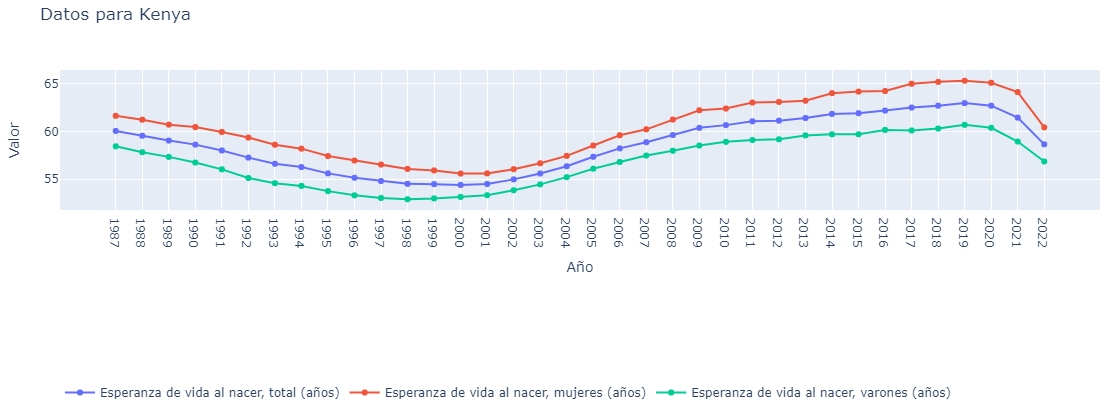 Datos para Kenya
Valor
65
60
55
1987 1988 1989 1990 1991 1992 1993 1994 1995 1996 1997 1998 1999 2000 2001 2002 2003 2004 2005 2006 2007 2008 2009 2010 2011 2012 2013 2014 2015 2016 2017 2018 2019 2020 2021 2022
Año
Esperanza de vida al nacer, total (años) Esperanza de vida al nacer, mujeres (años) Esperanza de vida al nacer, varones (años)